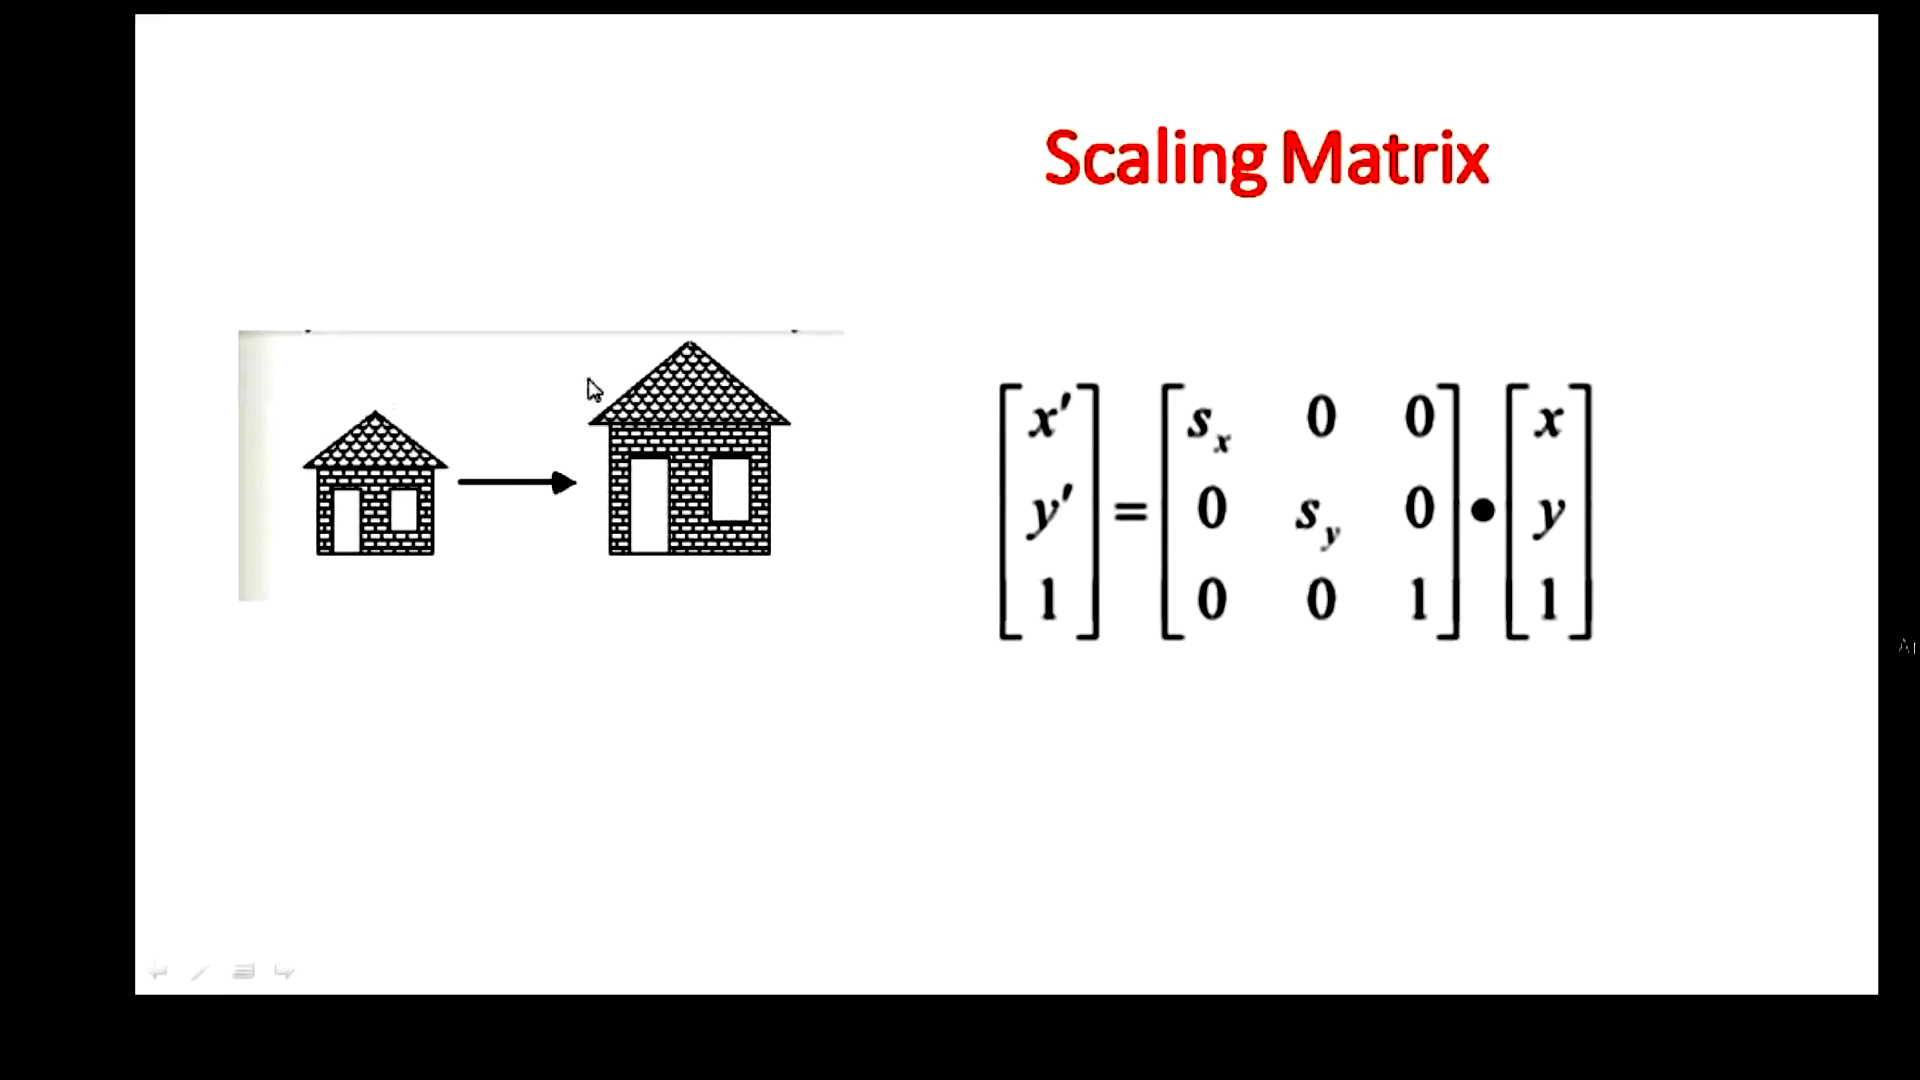 Scaling Matrix
[x'] = [s_x 0 0] • [x]
[y'] = [0 s_y 0] • [y]
[1] = [0 0 1] • [1]